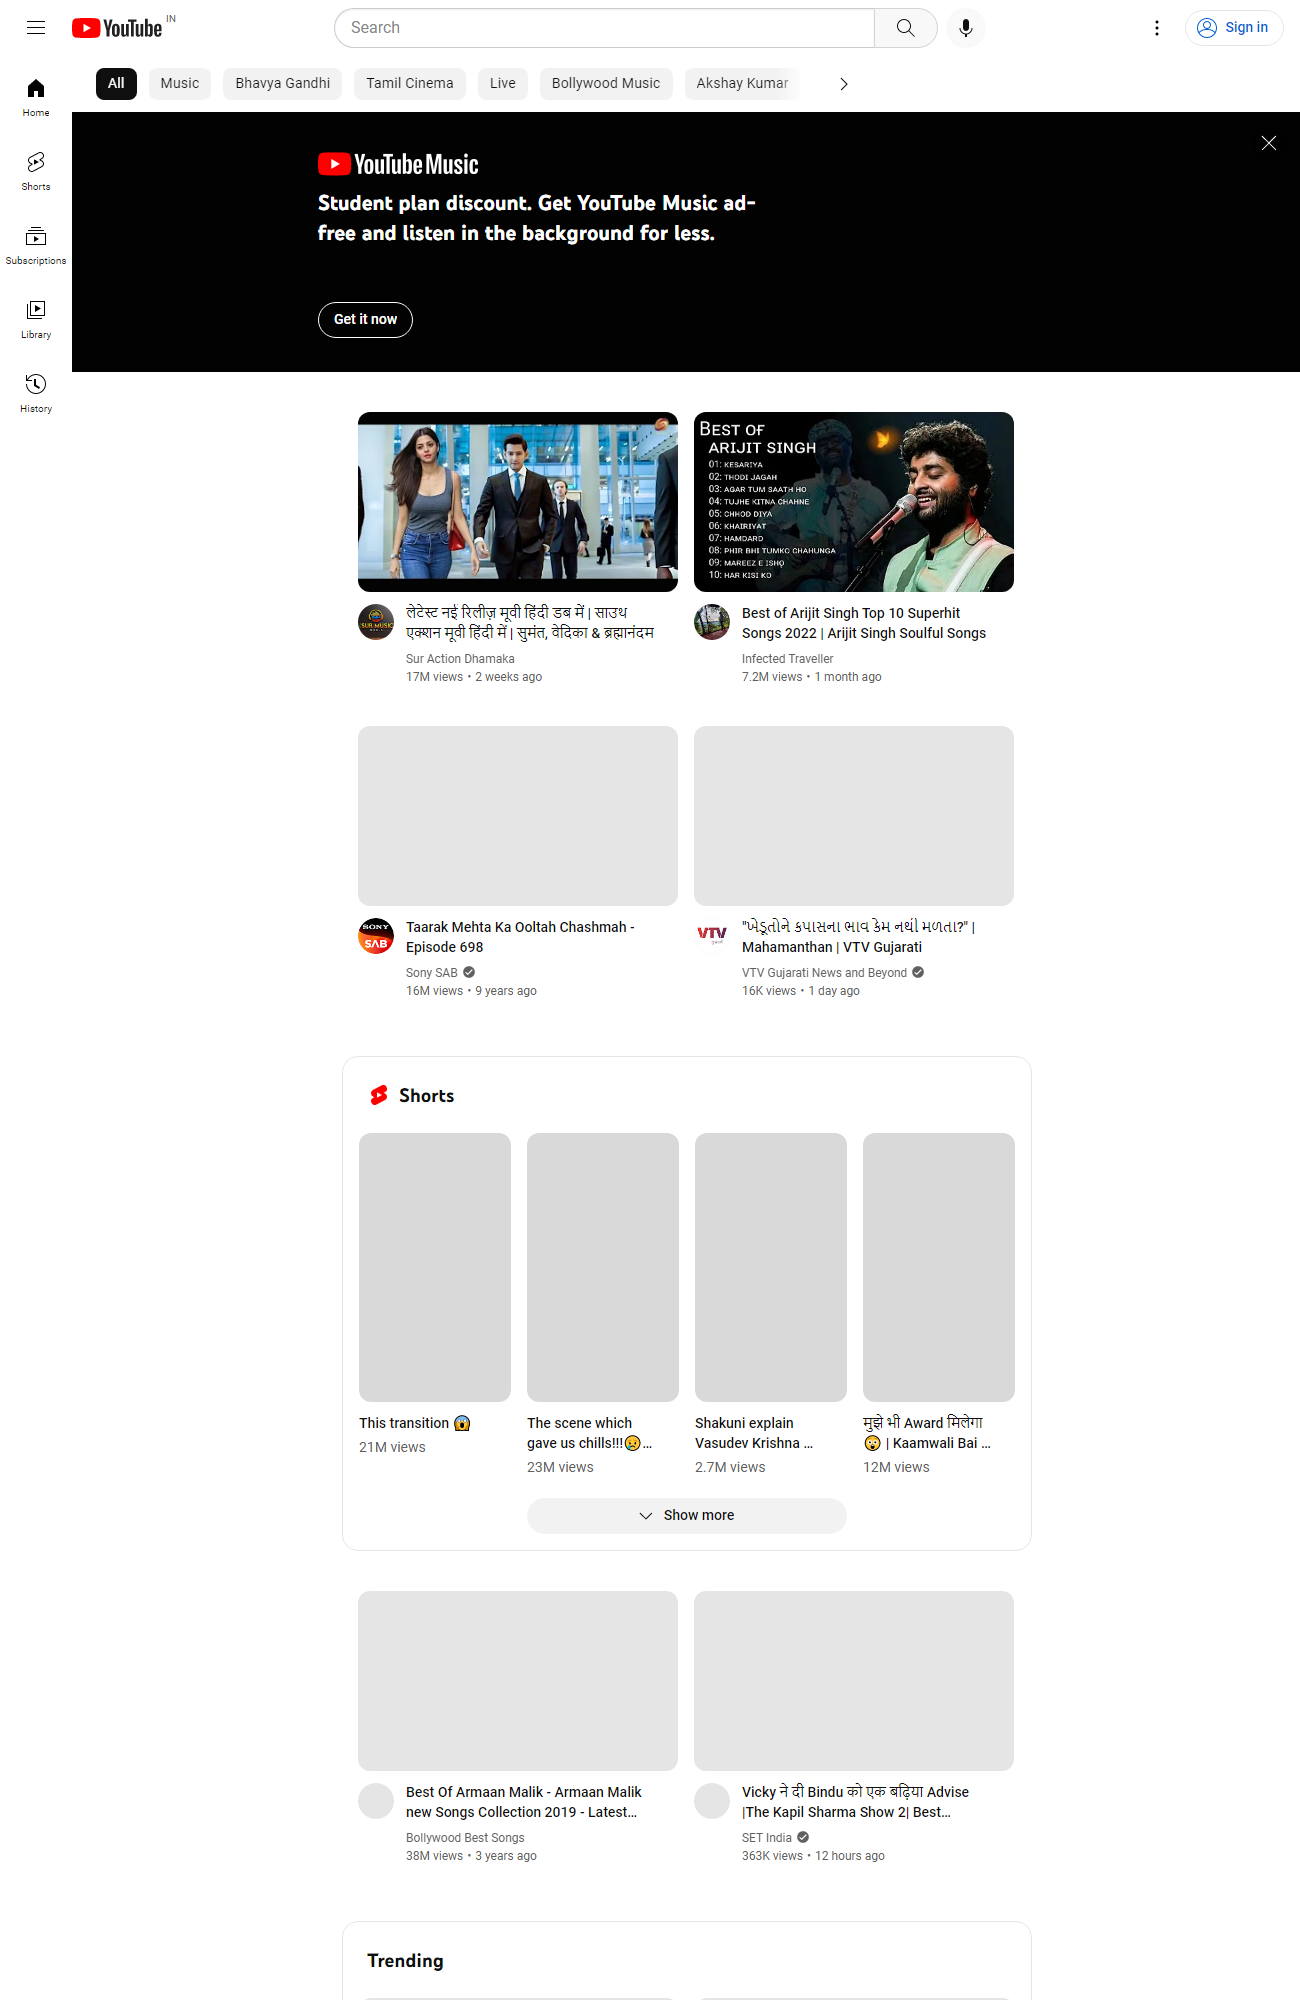 YouTube IN
Search
Sign in
All
Music
Bhavya Gandhi
Tamil Cinema
Live
Bollywood Music
Akshay Kumar
Home
Shorts
Subscriptions
Library
History
YouTube Music
Student plan discount. Get YouTube Music ad-
free and listen in the background for less.
Get it now
लेटेस्ट नई रिलीज़ मूवी हिंदी डब में | साउथ
एक्शन मूवी हिंदी में | सुमंत, वेदिका & ब्रह्मानंदम
Sur Action Dhamaka
17M views • 2 weeks ago
BEST OF
ARIJIT SINGH
01: KESARIYA
02: THODI JAGAH
03: AGAR TUM SAATH HO
04: TUJHE KITNA CHAHNE
05: CHHOD DIYA
06: KHAIRIYAT
07: HAMDARD
08: PHIR BHI TUMKO CHAHUNGA
09: MAREEZ E ISHQ
10: HAR KISI KO
Best of Arijit Singh Top 10 Superhit
Songs 2022 | Arijit Singh Soulful Songs
Infected Traveller
7.2M views • 1 month ago
SONY
SAB
Taarak Mehta Ka Ooltah Chashmah -
Episode 698
Sony SAB
16M views • 9 years ago
VTV
"ખેડૂતોને કપાસના ભાવ કેમ નથી મળતા?" |
Mahamanthan | VTV Gujarati
VTV Gujarati News and Beyond
16K views • 1 day ago
Shorts
This transition 😱
21M views
The scene which
gave us chills!!!😥...
23M views
Shakuni explain
Vasudev Krishna ...
2.7M views
मुझे भी Award मिलेगा
😲 | Kaamwali Bai ...
12M views
Show more
Best Of Armaan Malik - Armaan Malik
new Songs Collection 2019 - Latest...
Bollywood Best Songs
38M views • 3 years ago
Vicky ने दी Bindu को एक बढ़िया Advise
|The Kapil Sharma Show 2| Best...
SET India
363K views • 12 hours ago
Trending